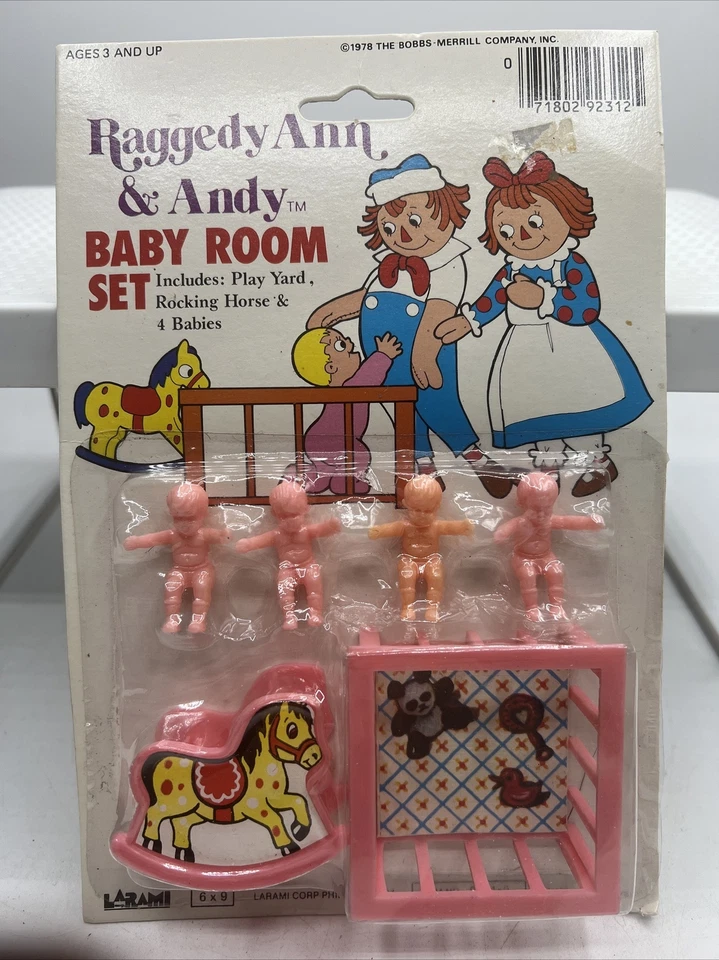 AGES 3 AND UP
©1978 THE BOBBS-MERRILL COMPANY, INC.
0 71802 92312
Raggedy Ann
& Andy™
BABY ROOM
SET Includes: Play Yard,
Rocking Horse &
4 Babies
LARAMI
6 x 9
LARAMI CORP